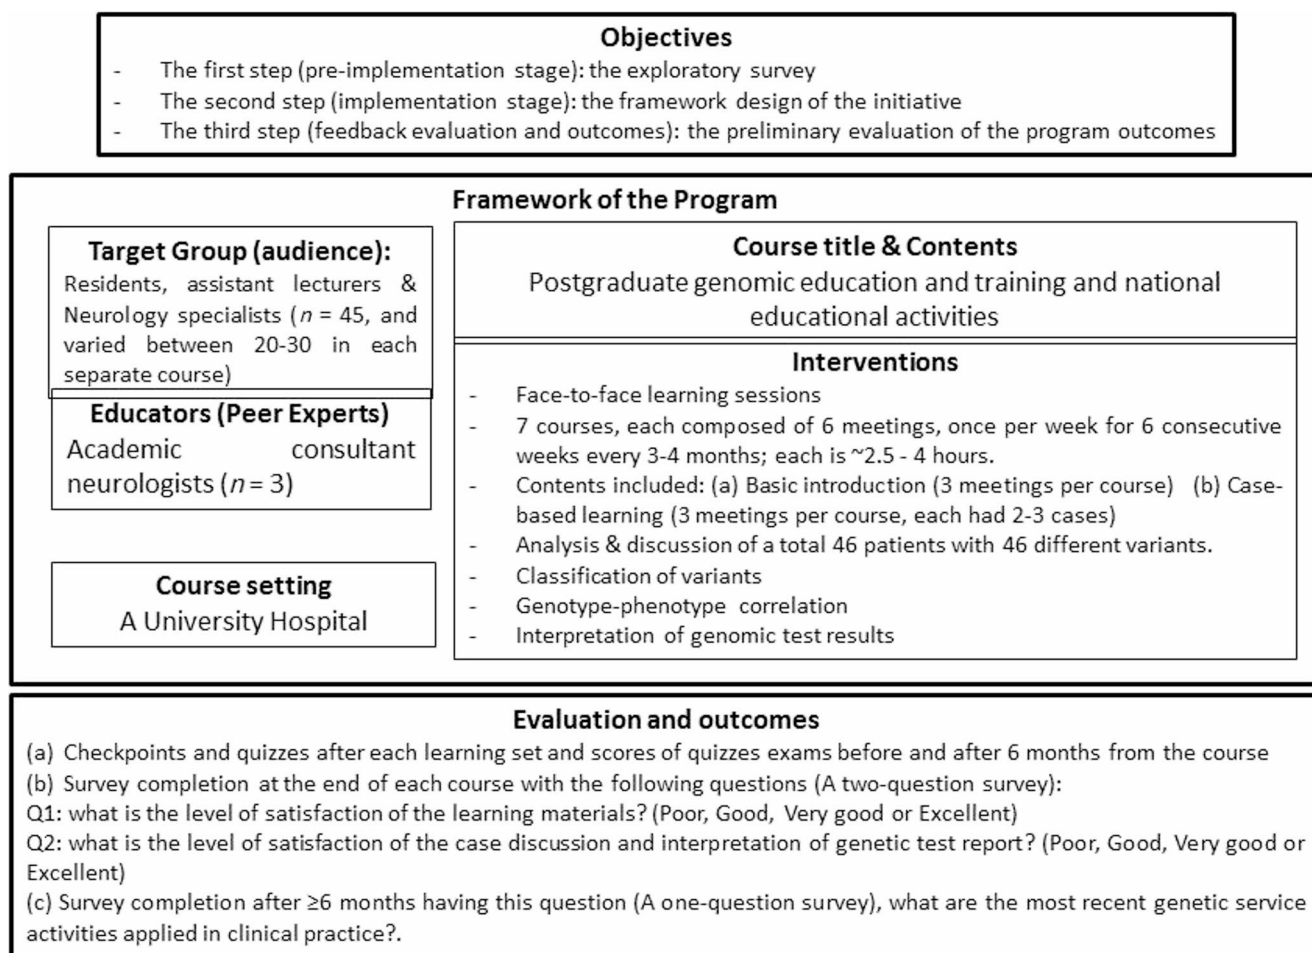 Objectives
- The first step (pre-implementation stage): the exploratory survey
- The second step (implementation stage): the framework design of the initiative
- The third step (feedback evaluation and outcomes): the preliminary evaluation of the program outcomes
Framework of the Program
Target Group (audience):
Residents, assistant lecturers &
Neurology specialists (n = 45, and
varied between 20-30 in each
separate course)
Educators (Peer Experts)
Academic consultant
neurologists (n = 3)
Course setting
A University Hospital
Course title & Contents
Postgraduate genomic education and training and national
educational activities
Interventions
- Face-to-face learning sessions
- 7 courses, each composed of 6 meetings, once per week for 6 consecutive
weeks every 3-4 months; each is ~2.5 - 4 hours.
- Contents included: (a) Basic introduction (3 meetings per course) (b) Case-
based learning (3 meetings per course, each had 2-3 cases)
- Analysis & discussion of a total 46 patients with 46 different variants.
- Classification of variants
- Genotype-phenotype correlation
- Interpretation of genomic test results
Evaluation and outcomes
(a) Checkpoints and quizzes after each learning set and scores of quizzes exams before and after 6 months from the course
(b) Survey completion at the end of each course with the following questions (A two-question survey):
Q1: what is the level of satisfaction of the learning materials? (Poor, Good, Very good or Excellent)
Q2: what is the level of satisfaction of the case discussion and interpretation of genetic test report? (Poor, Good, Very good or
Excellent)
(c) Survey completion after ≥6 months having this question (A one-question survey), what are the most recent genetic service
activities applied in clinical practice?.